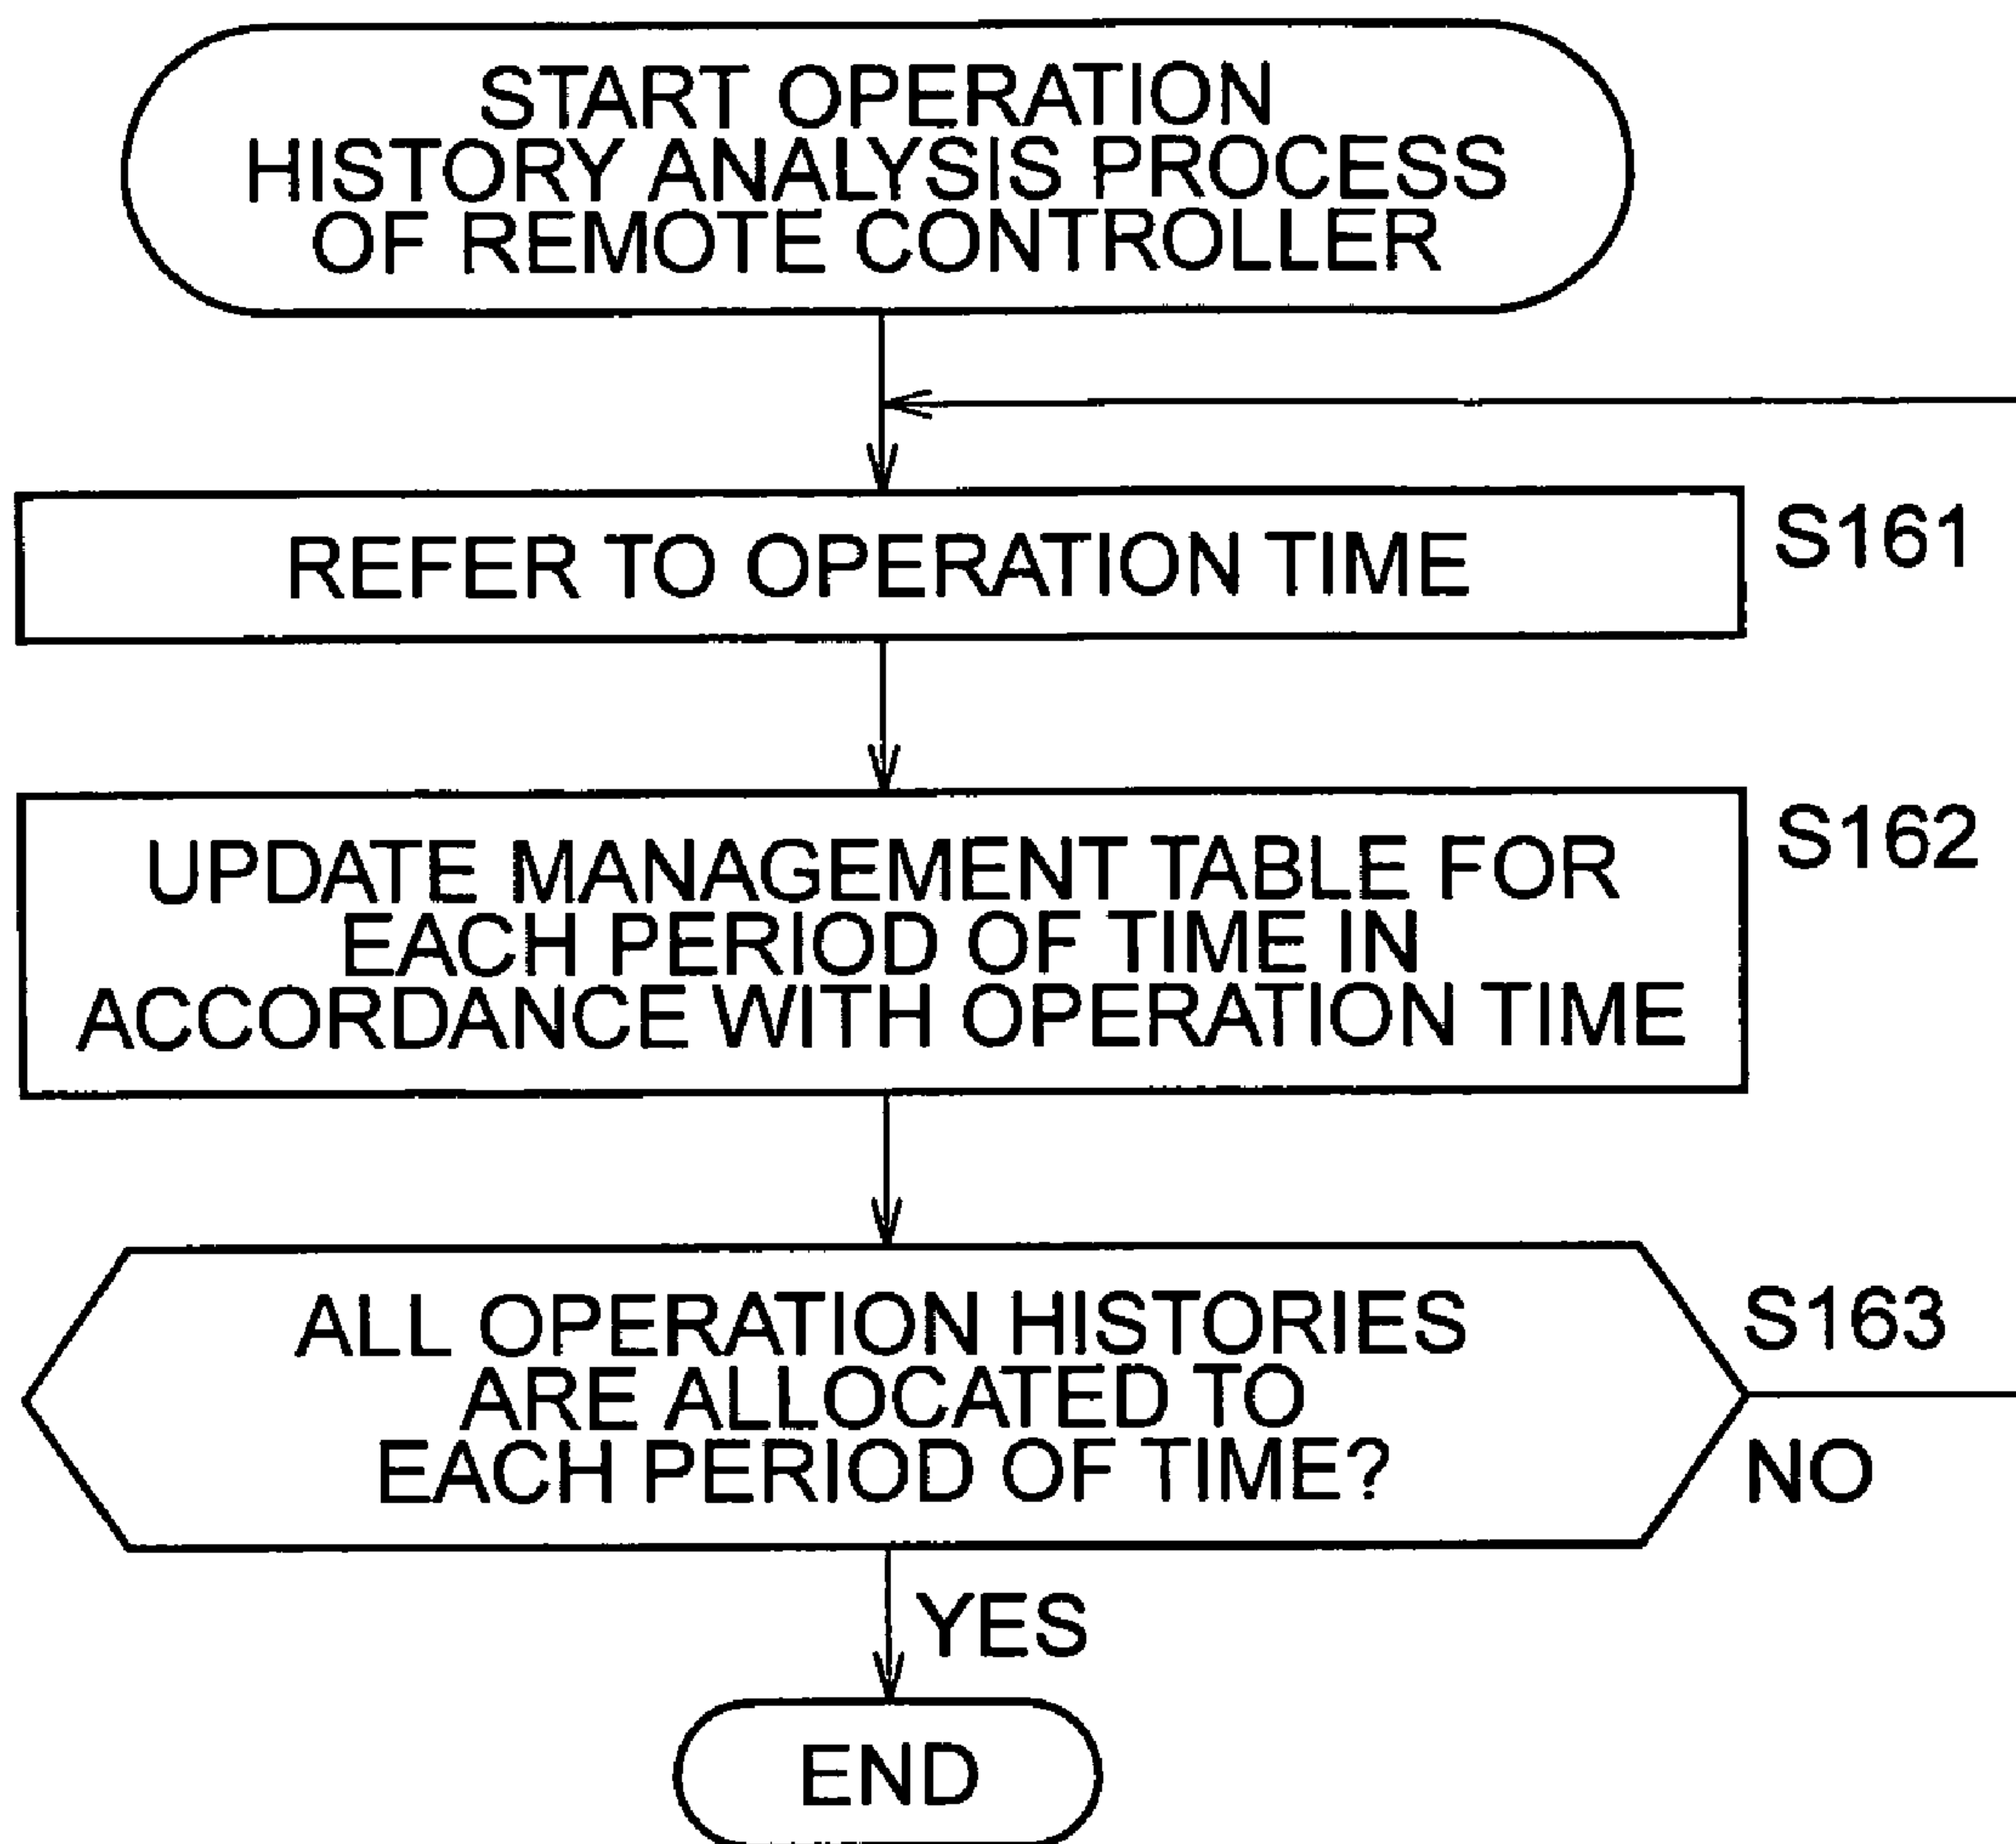 START OPERATION
HISTORY ANALYSIS PROCESS
OF REMOTE CONTROLLER
REFER TO OPERATION TIME
S161
UPDATE MANAGEMENT TABLE FOR
EACH PERIOD OF TIME IN
ACCORDANCE WITH OPERATION TIME
S162
ALL OPERATION HISTORIES
ARE ALLOCATED TO
EACH PERIOD OF TIME?
S163
NO
YES
END